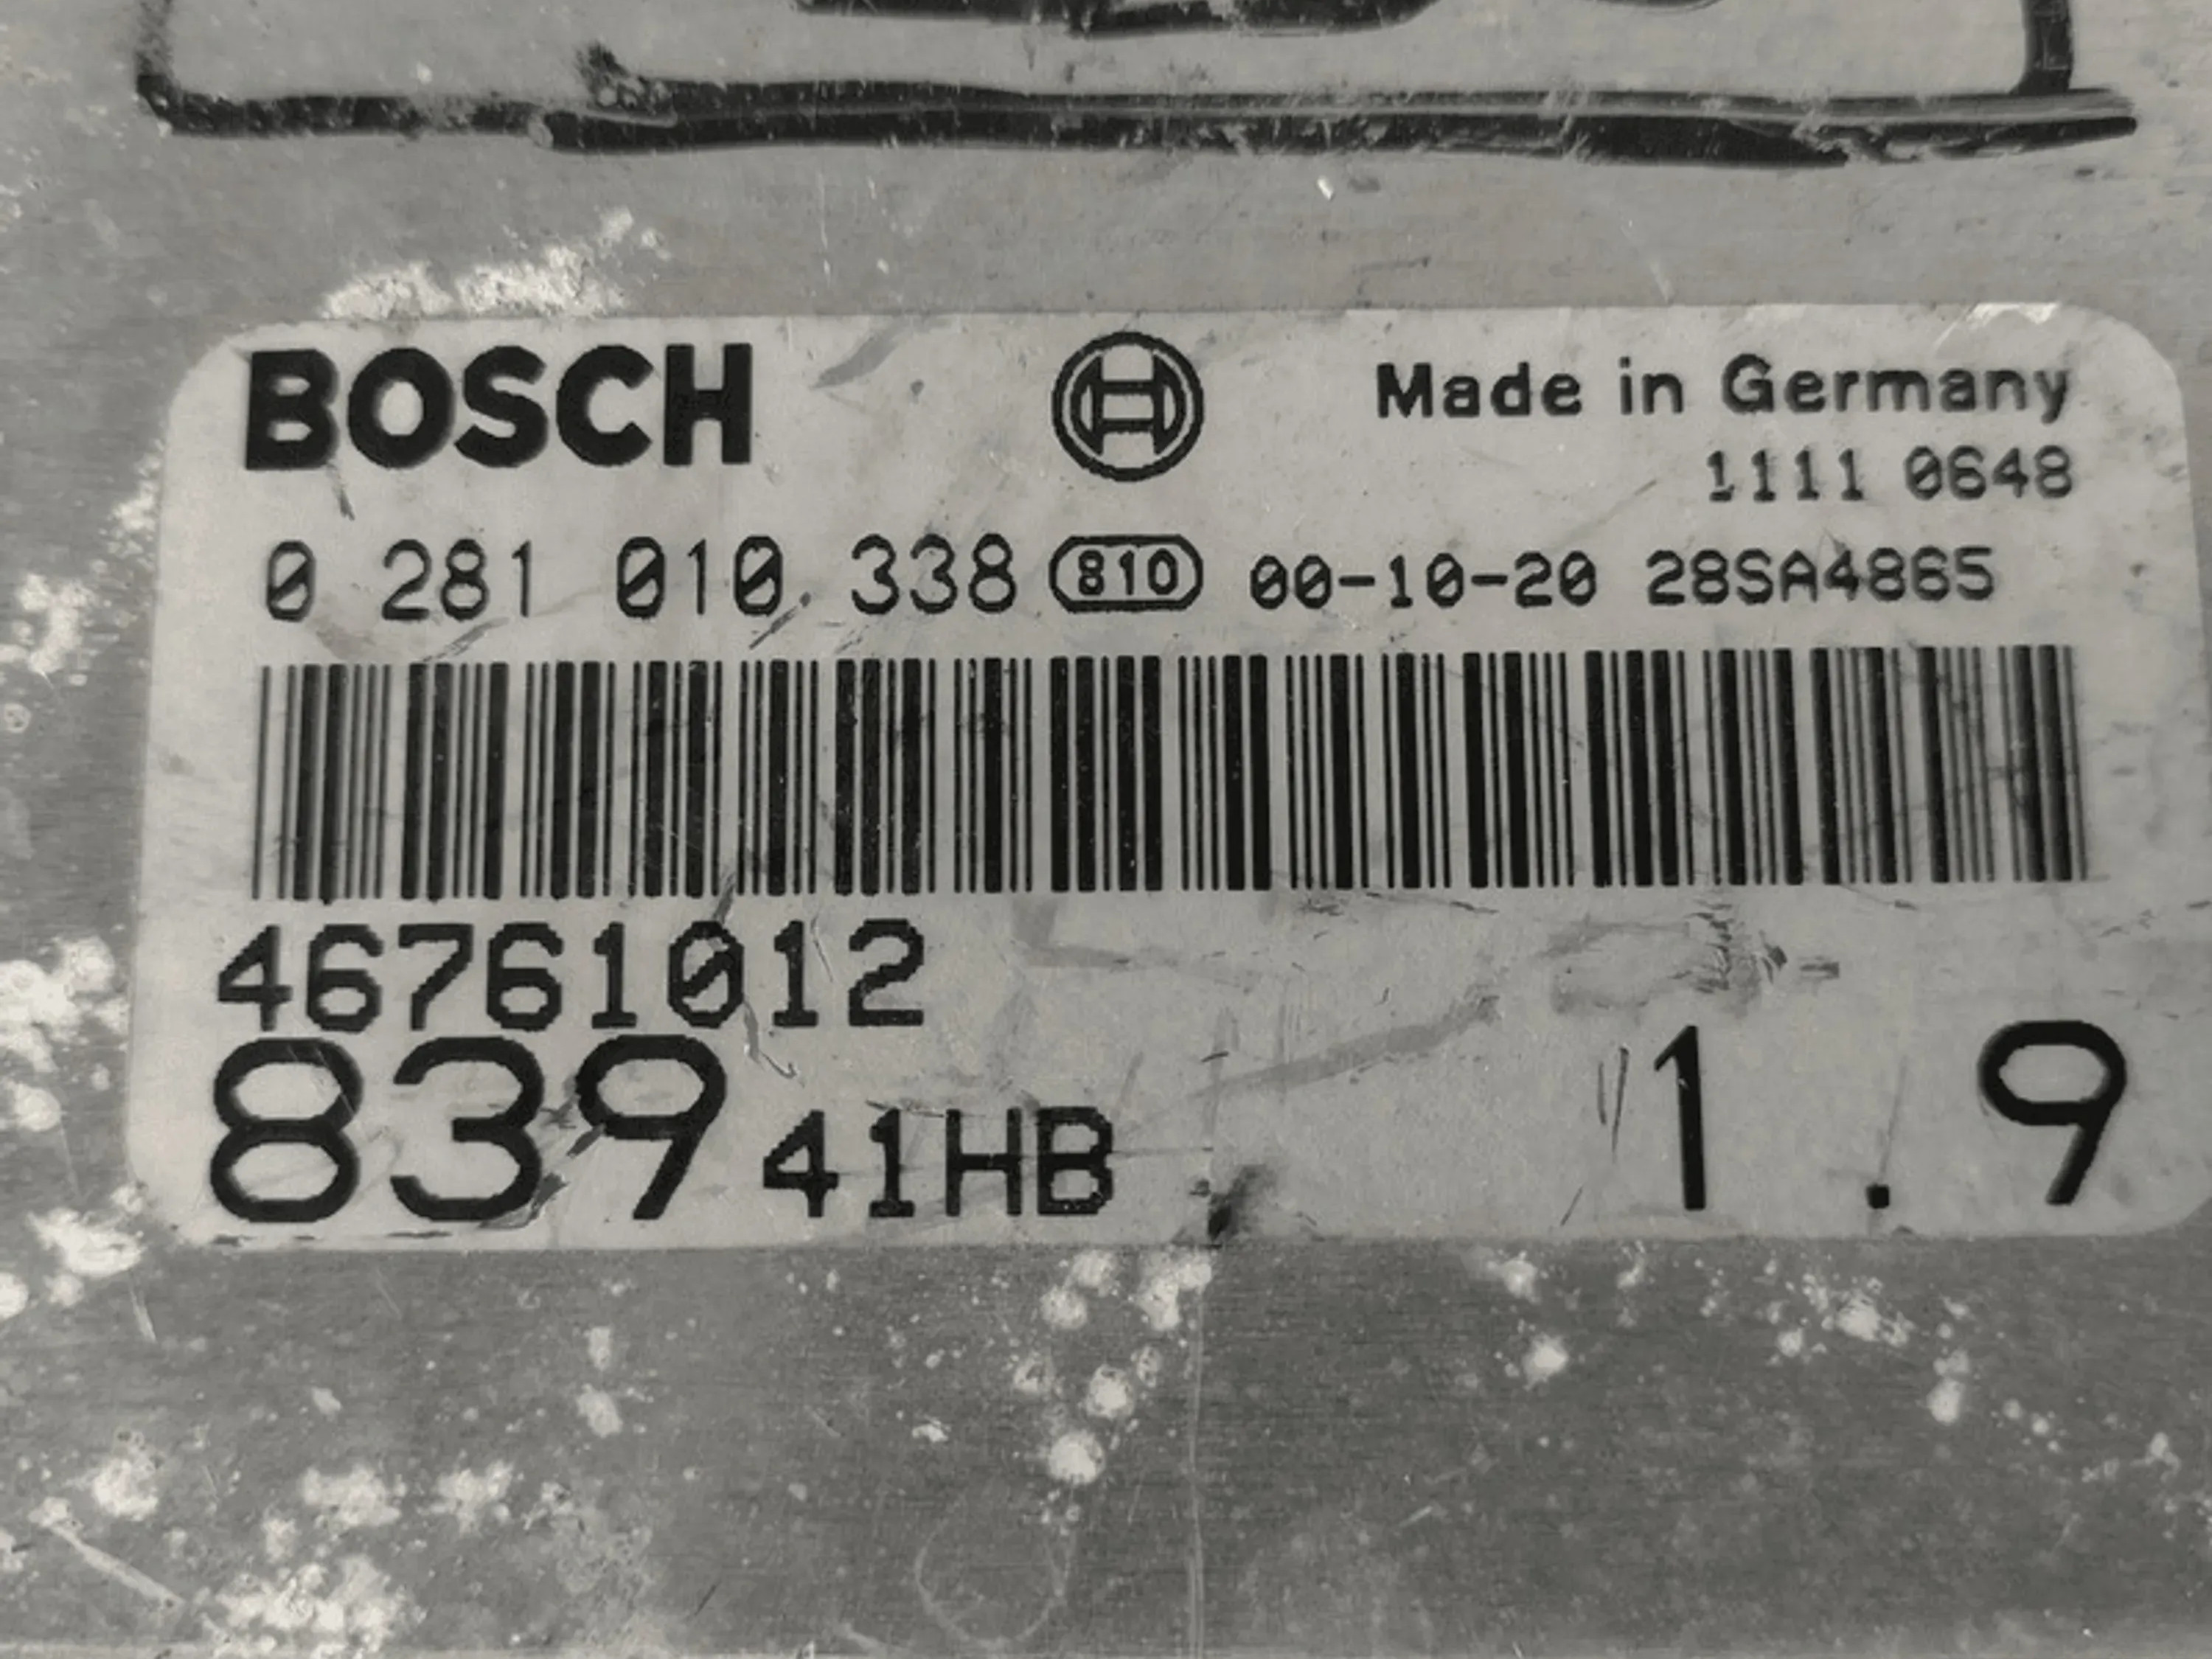 BOSCH Made in Germany
1111 0648
0 281 010 338 810 00-10-20 28SA4865
46761012
839 41HB 1.9